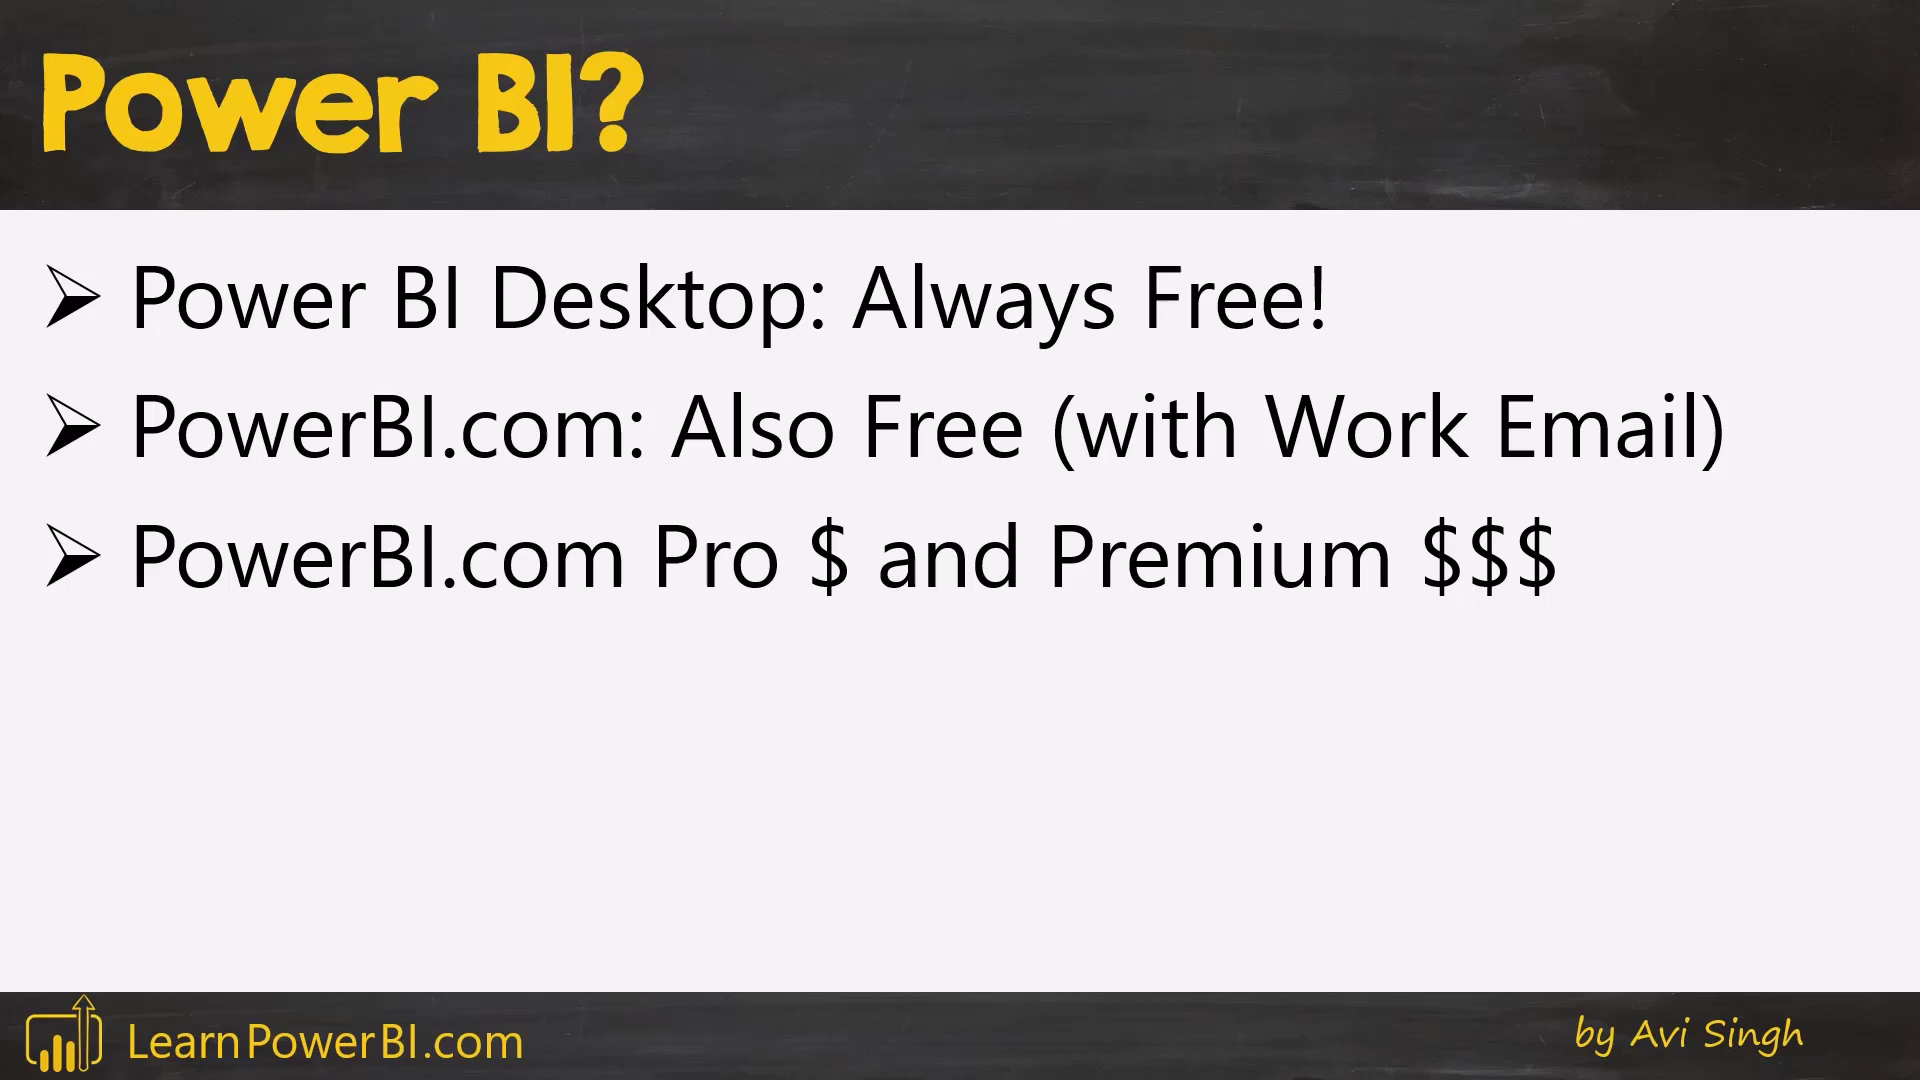 Power BI?
Power BI Desktop: Always Free!
PowerBI.com: Also Free (with Work Email)
PowerBI.com Pro $ and Premium $$$
LearnPowerBI.com
by Avi Singh